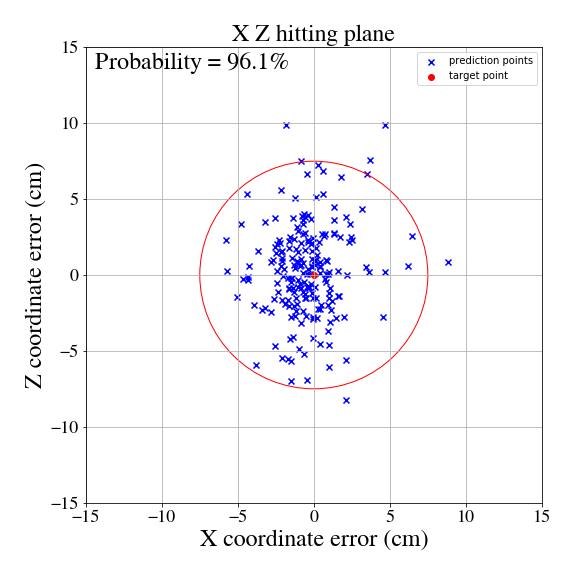 X Z hitting plane
Probability = 96.1%
prediction points
target point
15
10
5
0
−5
−10
−15
Z coordinate error (cm)
−15
−10
−5
0
5
10
15
X coordinate error (cm)